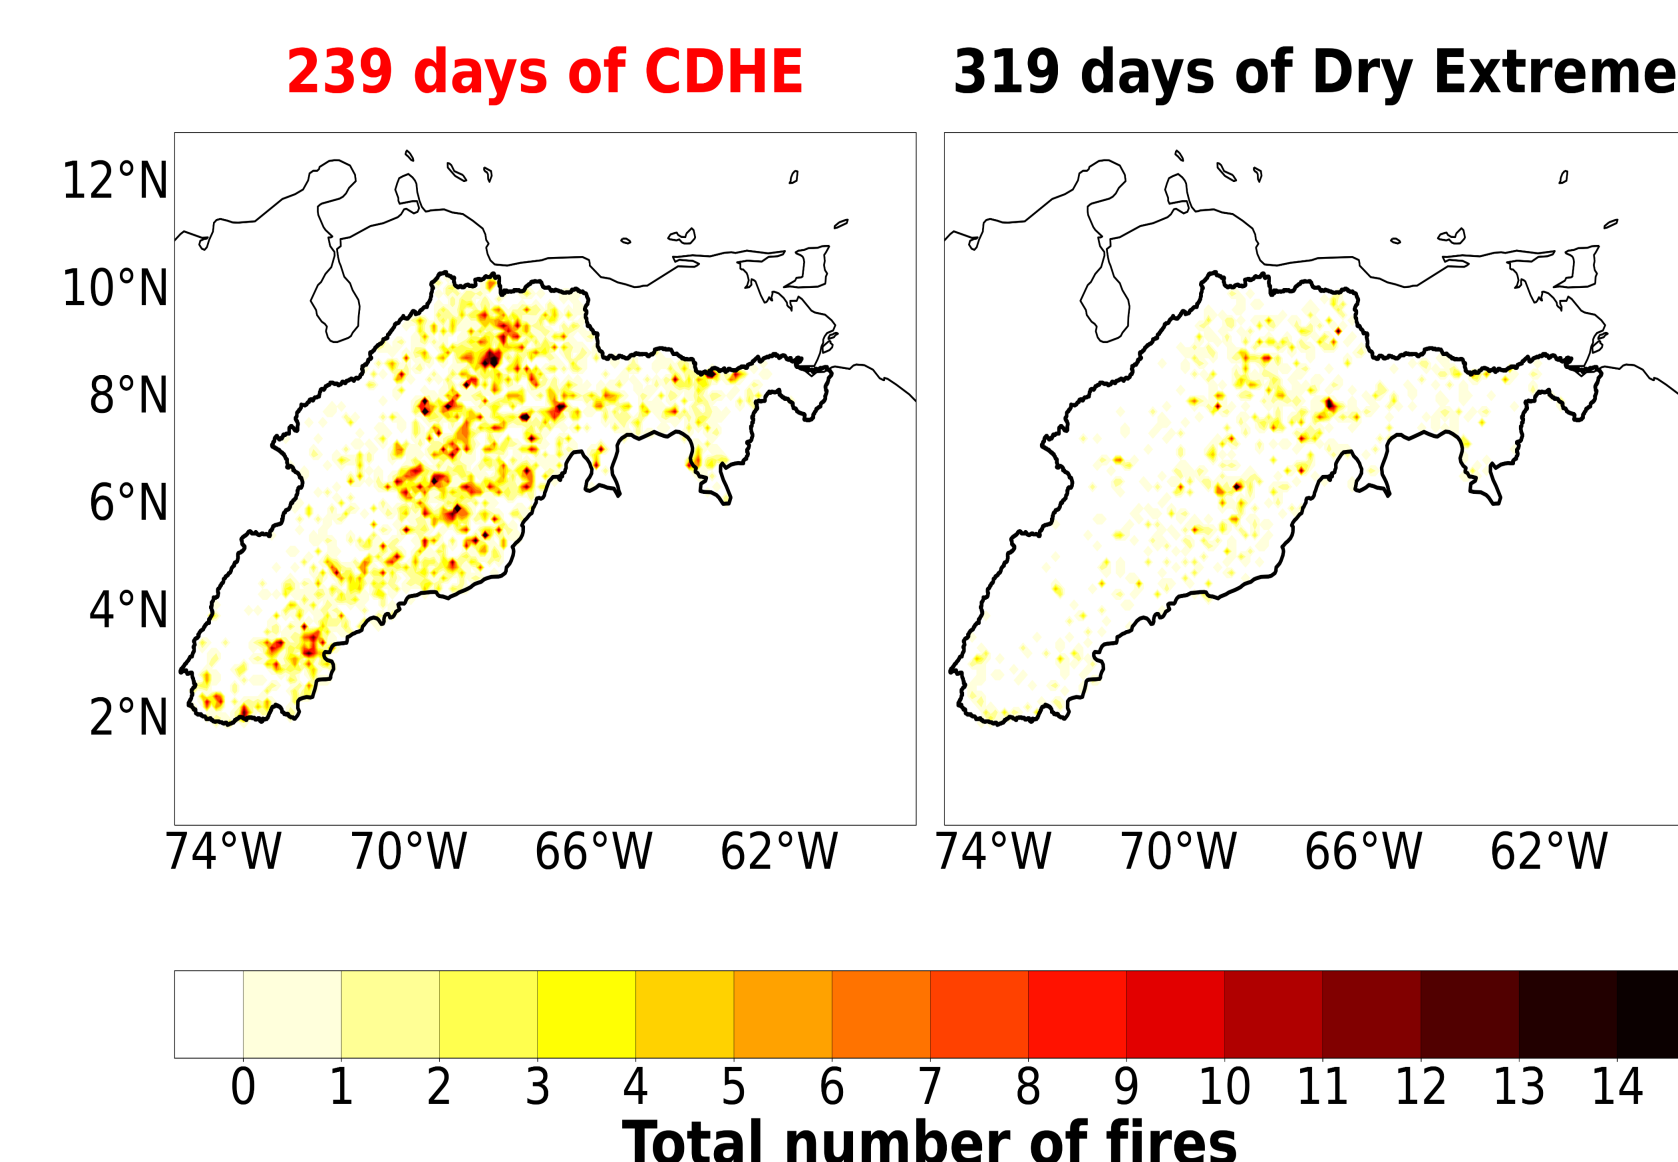 239 days of CDHE
319 days of Dry Extreme
12°N
10°N
8°N
6°N
4°N
2°N
74°W 70°W 66°W 62°W
74°W 70°W 66°W 62°W
0 1 2 3 4 5 6 7 8 9 10 11 12 13 14
Total number of fires